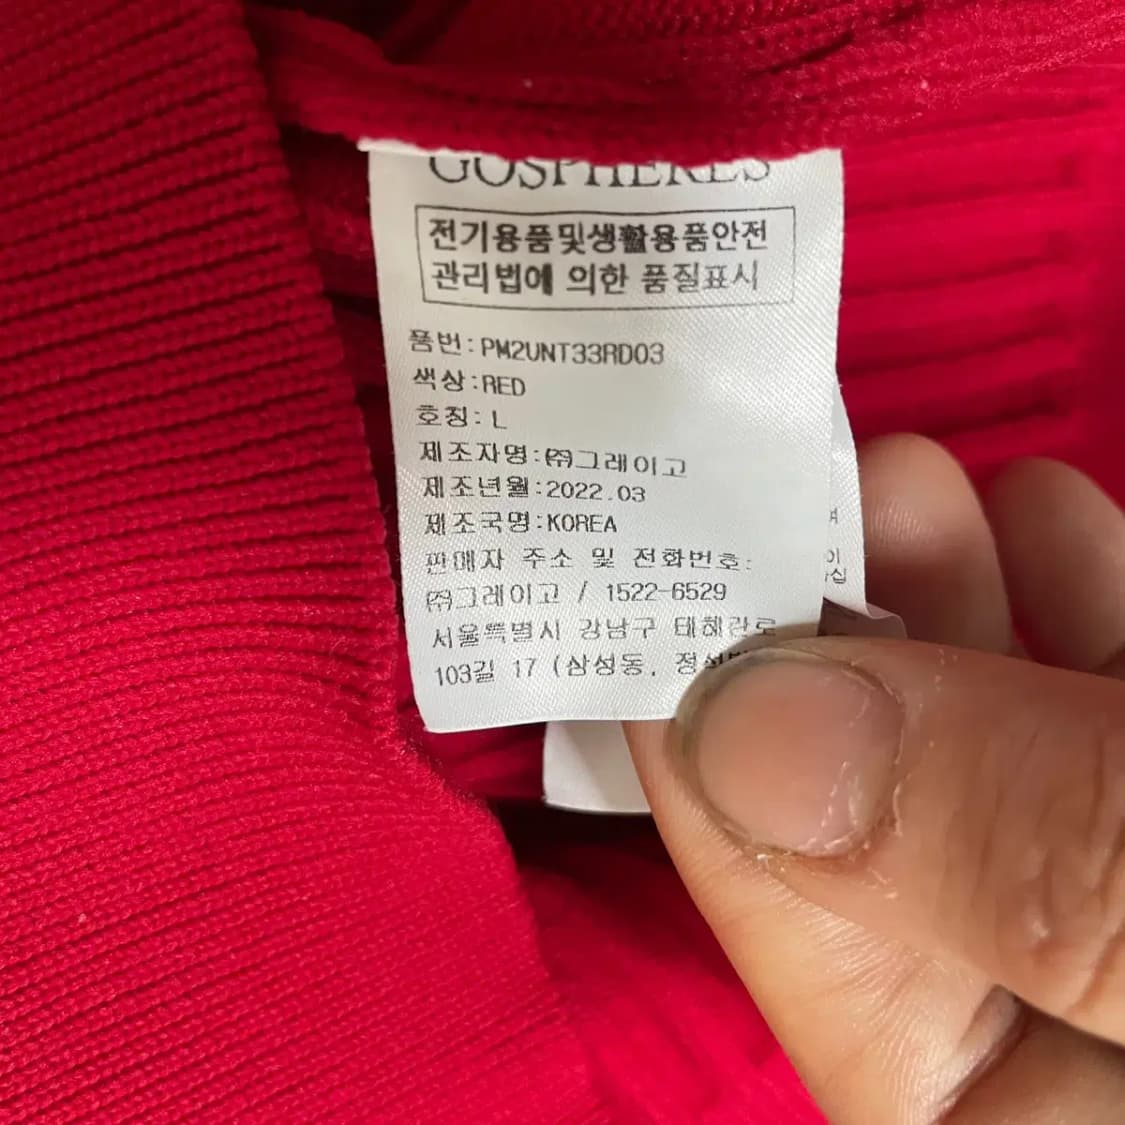 GOSPHERES
전기용품및생활용품안전
관리법에 의한 품질표시
품번:PM2UNT33RD03
색상:RED
호칭: L
제조자명:㈜그레이고
제조년월:2022.03
제조국명:KOREA
판매자 주소 및 전화번호:
㈜그레이고 / 1522-6529
서울특별시 강남구 테헤란로
103길 17 (삼성동,